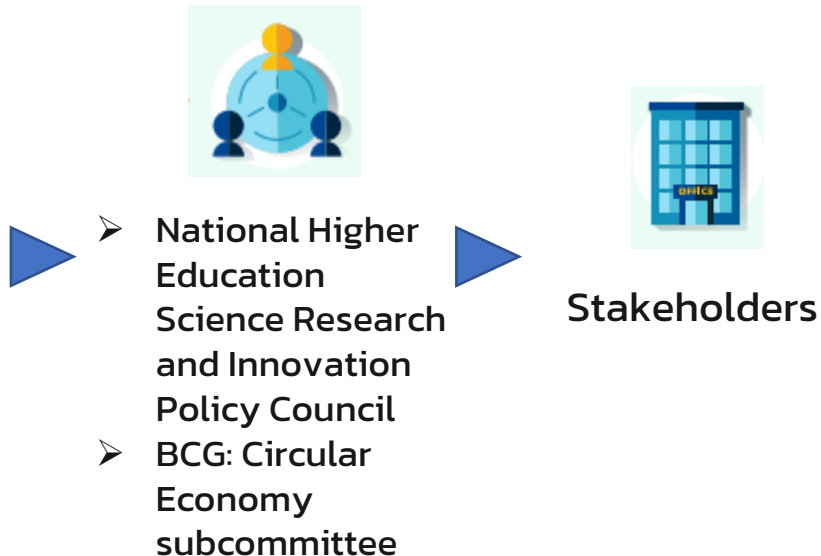 OFFICE
➢ National Higher
Education
Science Research
and Innovation
Policy Council
➢ BCG: Circular
Economy
subcommittee
Stakeholders